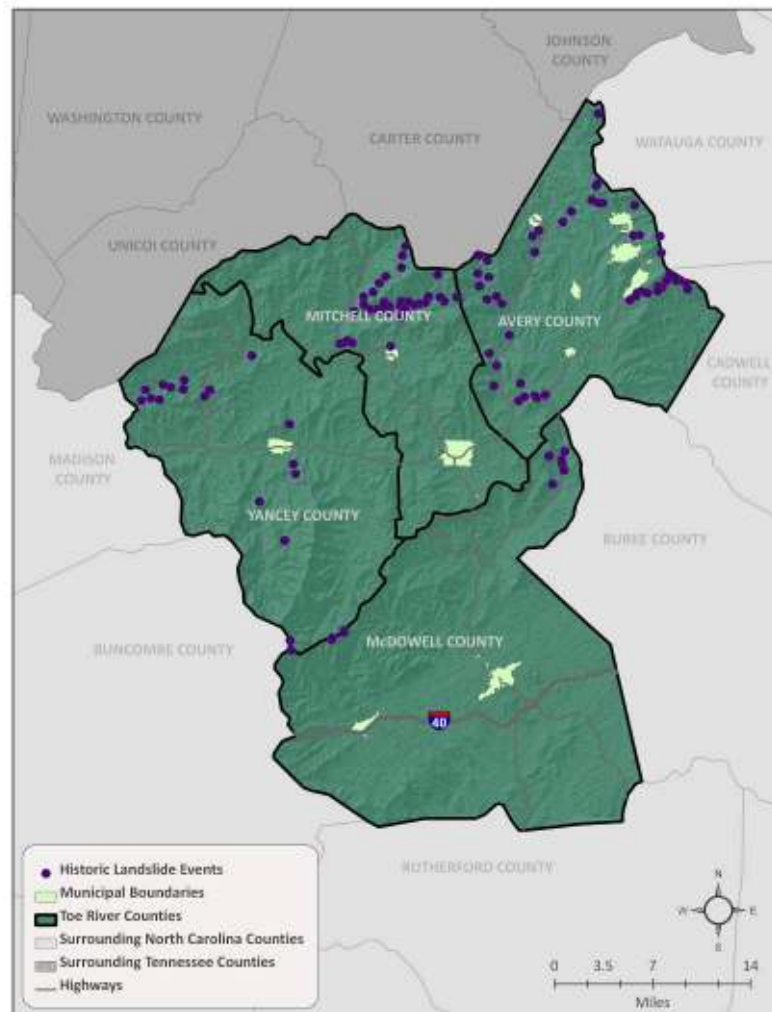 JOHNSON
COUNTY
WASHINGTON COUNTY
CARTER COUNTY
WATAUGA COUNTY
UNICOI COUNTY
MITCHELL COUNTY
AVERY COUNTY
CADWELL
COUNTY
MADISON
COUNTY
YANCEY COUNTY
BURKE COUNTY
BUNCOMBE COUNTY
McDOWELL COUNTY
40
RUTHERFORD COUNTY
Historic Landslide Events
Municipal Boundaries
Toe River Counties
Surrounding North Carolina Counties
Surrounding Tennessee Counties
Highways
N
W E
S
0 3.5 7 14
Miles